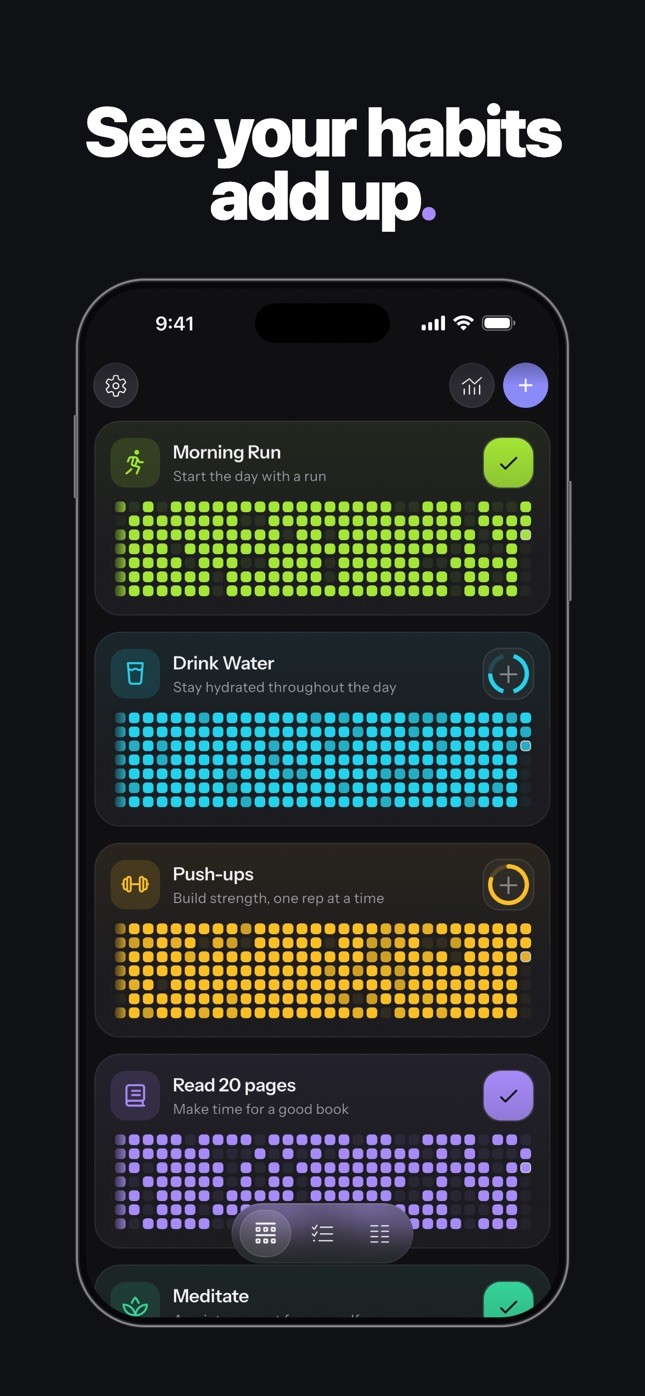 See your habits
add up.
9:41
Morning Run
Start the day with a run
Drink Water
Stay hydrated throughout the day
Push-ups
Build strength, one rep at a time
Read 20 pages
Make time for a good book
Meditate